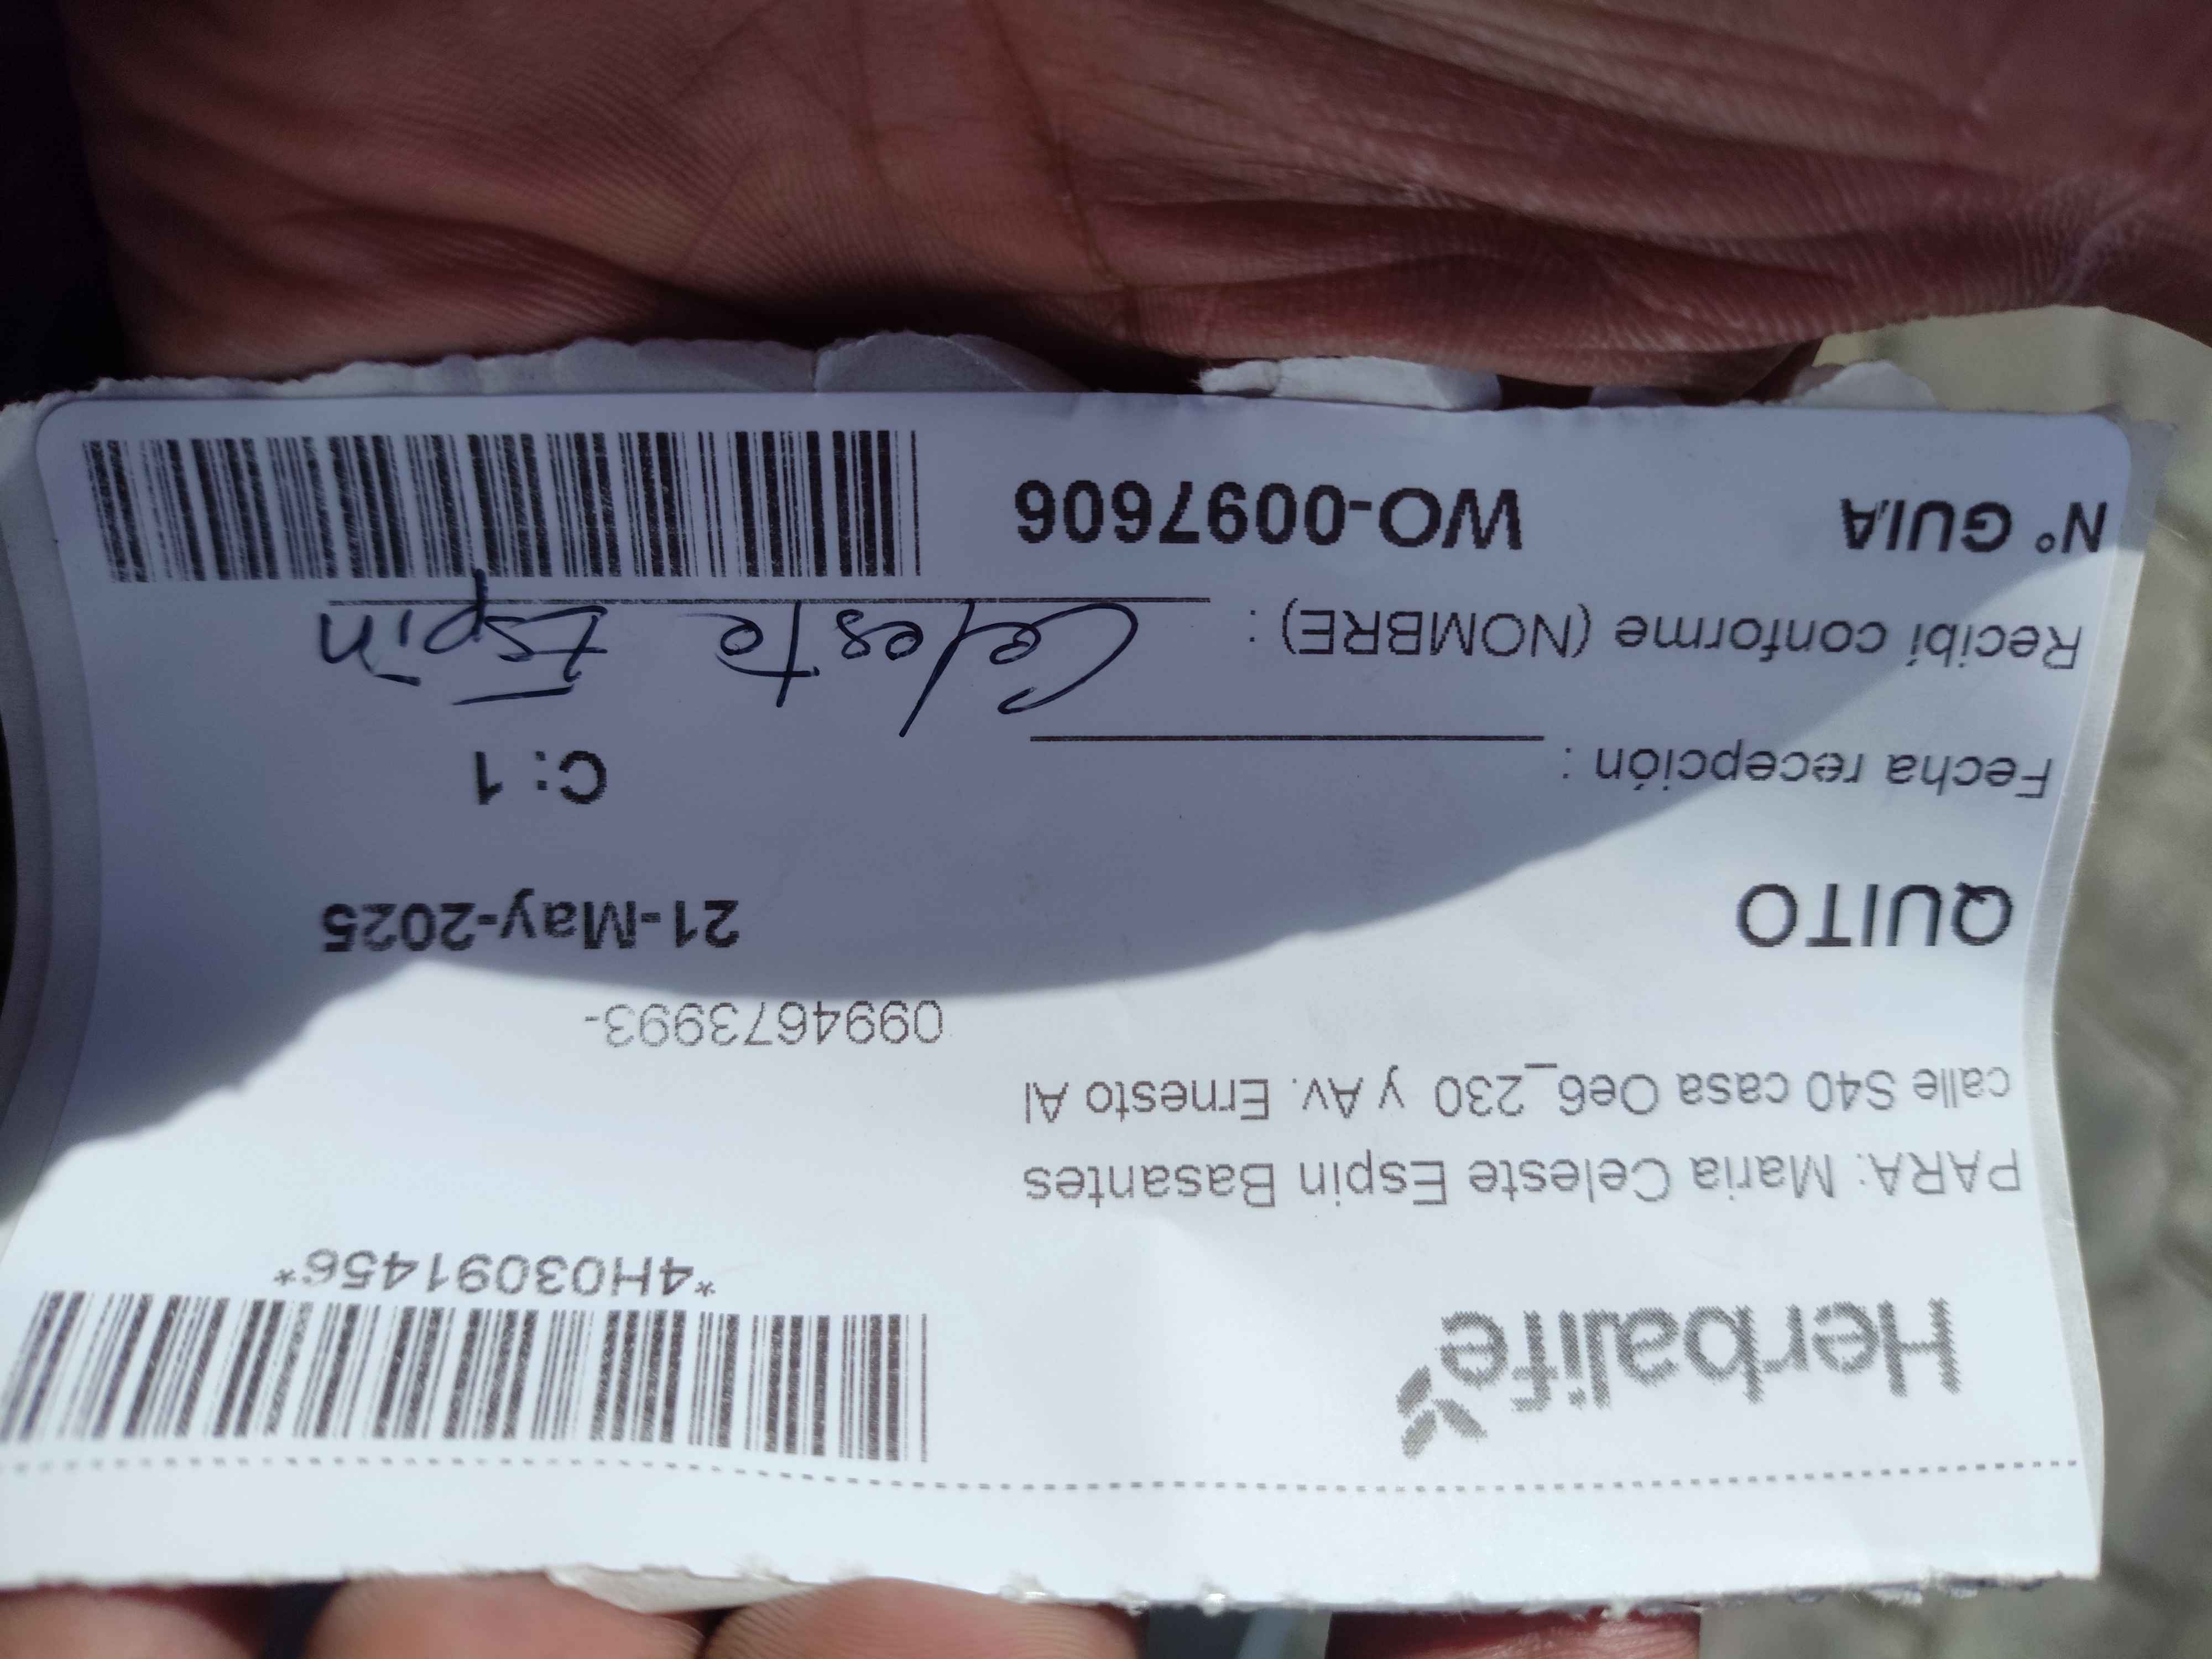 Herbalife
*4H03091456*
PARA: Maria Celeste Espin Basantes
calle S40 casa Oe6_230 y Av. Ernesto Al
0994673993-
QUITO 21-May-2025
Fecha recepción : C: 1
Recibí conforme (NOMBRE) : Celeste Espin
N° GUIA WO-0097606